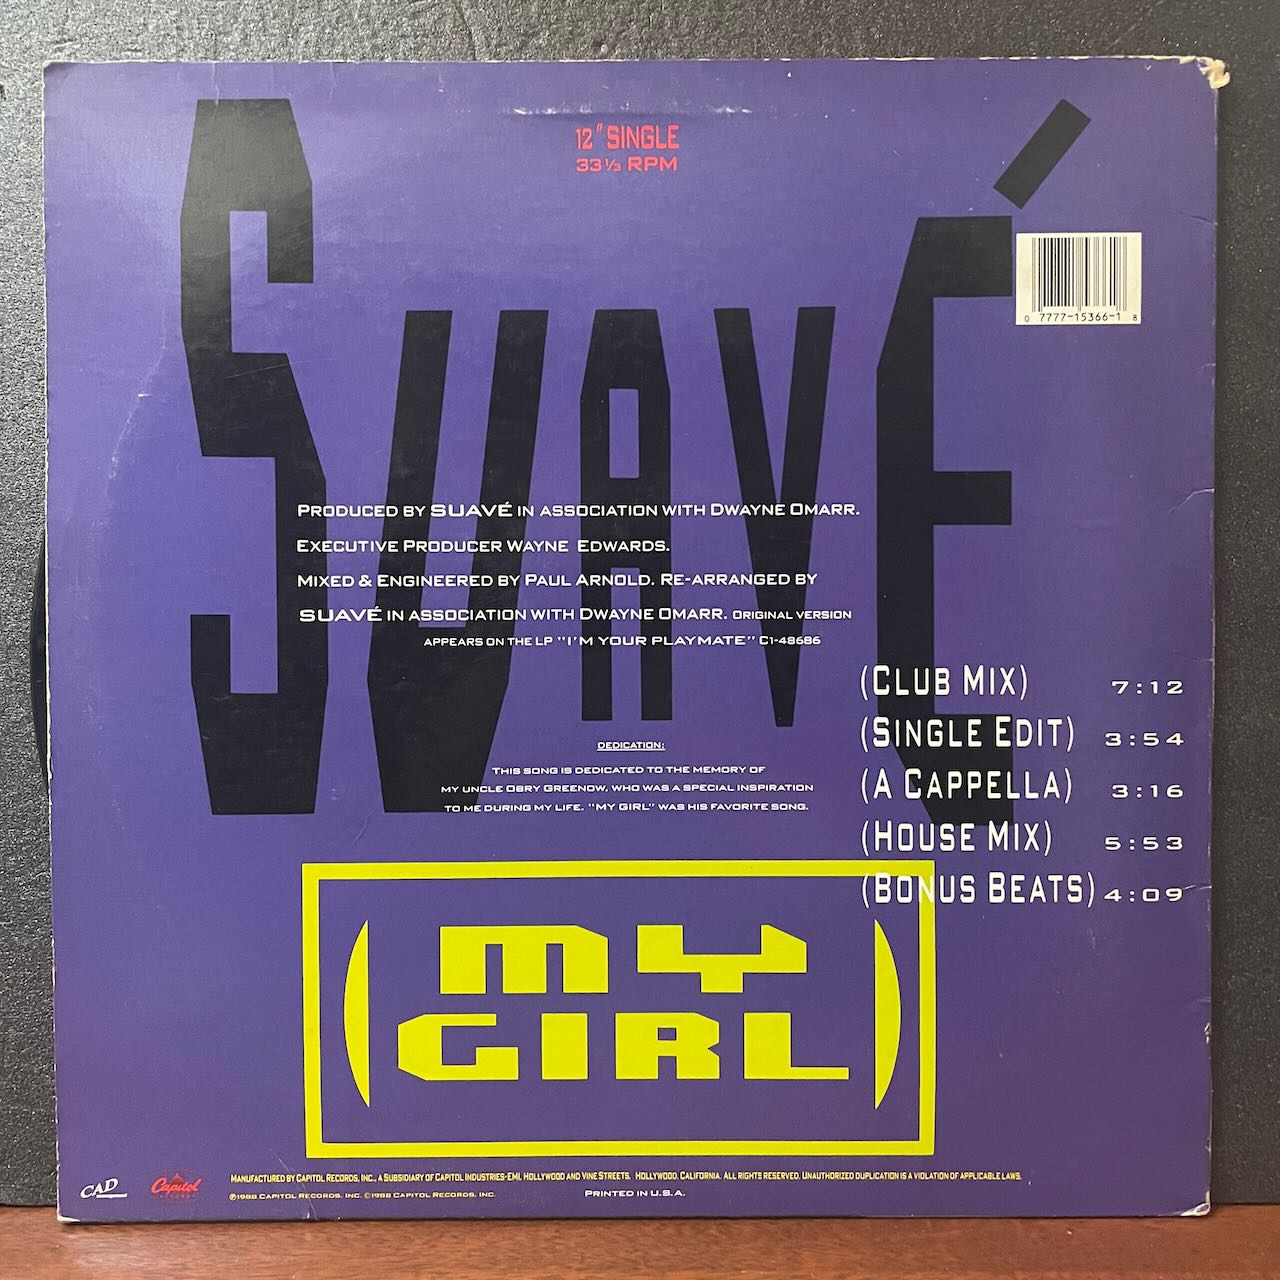 SUAVÉ
12" SINGLE
33 1/3 RPM
0 7777-15366-1 8
PRODUCED BY SUAVÉ IN ASSOCIATION WITH DWAYNE OMARR.
EXECUTIVE PRODUCER WAYNE EDWARDS.
MIXED & ENGINEERED BY PAUL ARNOLD. RE-ARRANGED BY
SUAVÉ IN ASSOCIATION WITH DWAYNE OMARR. ORIGINAL VERSION
APPEARS ON THE LP "I'M YOUR PLAYMATE" C1-48686
(CLUB MIX) 7:12
(SINGLE EDIT) 3:54
(A CAPPELLA) 3:16
(HOUSE MIX) 5:53
(BONUS BEATS) 4:09
DEDICATION:
THIS SONG IS DEDICATED TO THE MEMORY OF
MY UNCLE OBRY GREENOW, WHO WAS A SPECIAL INSPIRATION
TO ME DURING MY LIFE. "MY GIRL" WAS HIS FAVORITE SONG.
(MY
GIRL)
CAD
Capitol
RECORDS
MANUFACTURED BY CAPITOL RECORDS, INC., A SUBSIDIARY OF CAPITOL INDUSTRIES-EMI, HOLLYWOOD AND VINE STREETS, HOLLYWOOD, CALIFORNIA. ALL RIGHTS RESERVED. UNAUTHORIZED DUPLICATION IS A VIOLATION OF APPLICABLE LAWS.
℗1988 CAPITOL RECORDS, INC. ©1988 CAPITOL RECORDS, INC. PRINTED IN U.S.A.